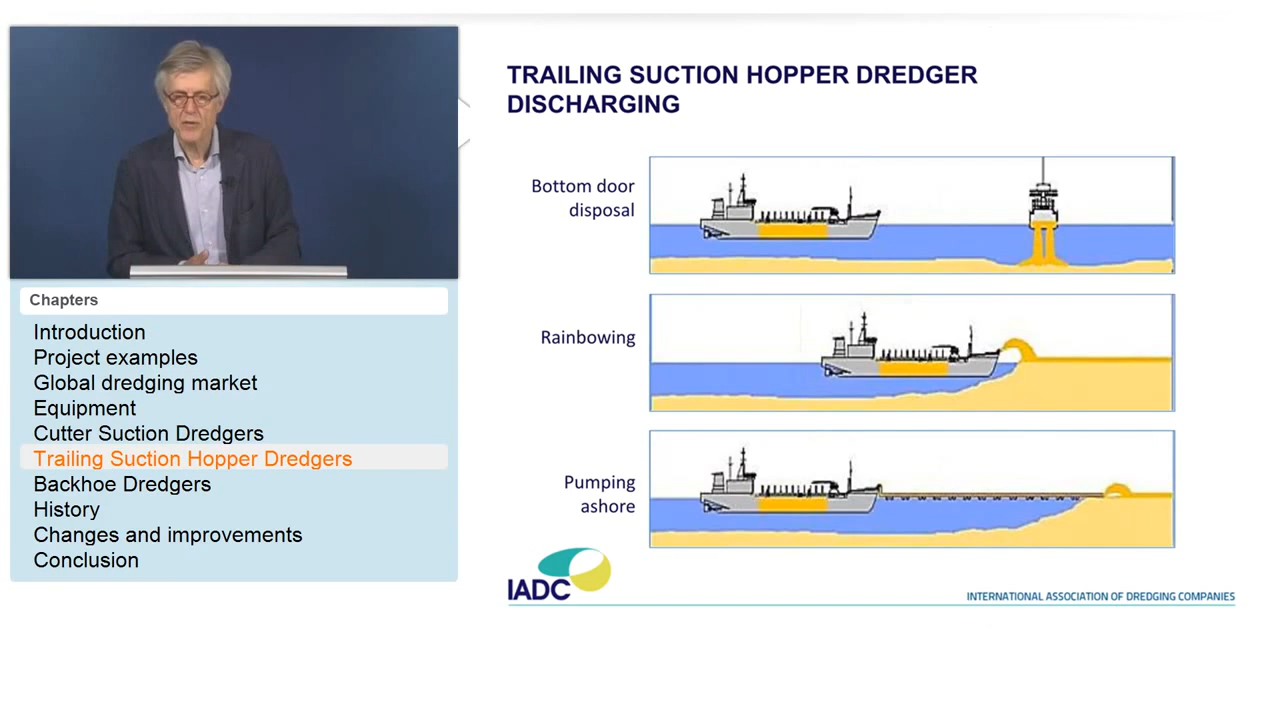 TRAILING SUCTION HOPPER DREDGER
DISCHARGING
Bottom door
disposal
Rainbowing
Pumping
ashore
Chapters
Introduction
Project examples
Global dredging market
Equipment
Cutter Suction Dredgers
Trailing Suction Hopper Dredgers
Backhoe Dredgers
History
Changes and improvements
Conclusion
IADC
INTERNATIONAL ASSOCIATION OF DREDGING COMPANIES